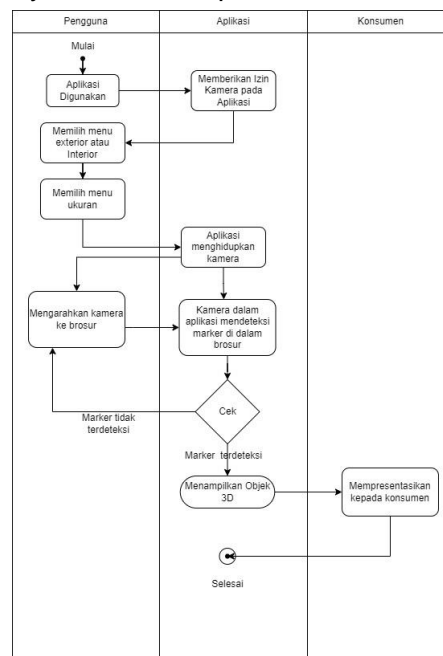 Pengguna
Aplikasi
Konsumen
Mulai
Aplikasi
Digunakan
Memberikan Izin
Kamera pada
Aplikasi
Memilih menu
exterior atau
Interior
Memilih menu
ukuran
Aplikasi
menghidupkan
kamera
Mengarahkan kamera
ke brosur
Kamera dalam
aplikasi mendeteksi
marker di dalam
brosur
Cek
Marker tidak
terdeteksi
Marker terdeteksi
Menampilkan Objek
3D
Mempresentasikan
kepada konsumen
Selesai